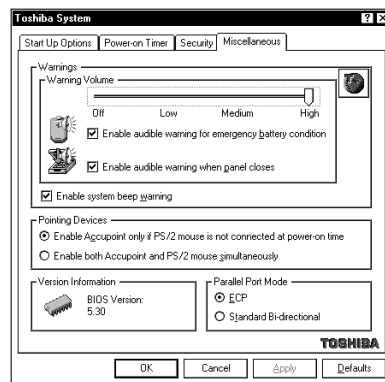 Toshiba System
Start Up Options Power-on Timer Security Miscellaneous
Warnings
Warning Volume
Off Low Medium High
Enable audible warning for emergency battery condition
Enable audible warning when panel closes
Enable system beep warning
Pointing Devices
Enable Accupoint only if PS/2 mouse is not connected at power-on time
Enable both Accupoint and PS/2 mouse simultaneously
Version Information
BIOS Version:
5.30
Parallel Port Mode
ECP
Standard Bi-directional
TOSHIBA
OK Cancel Apply Defaults